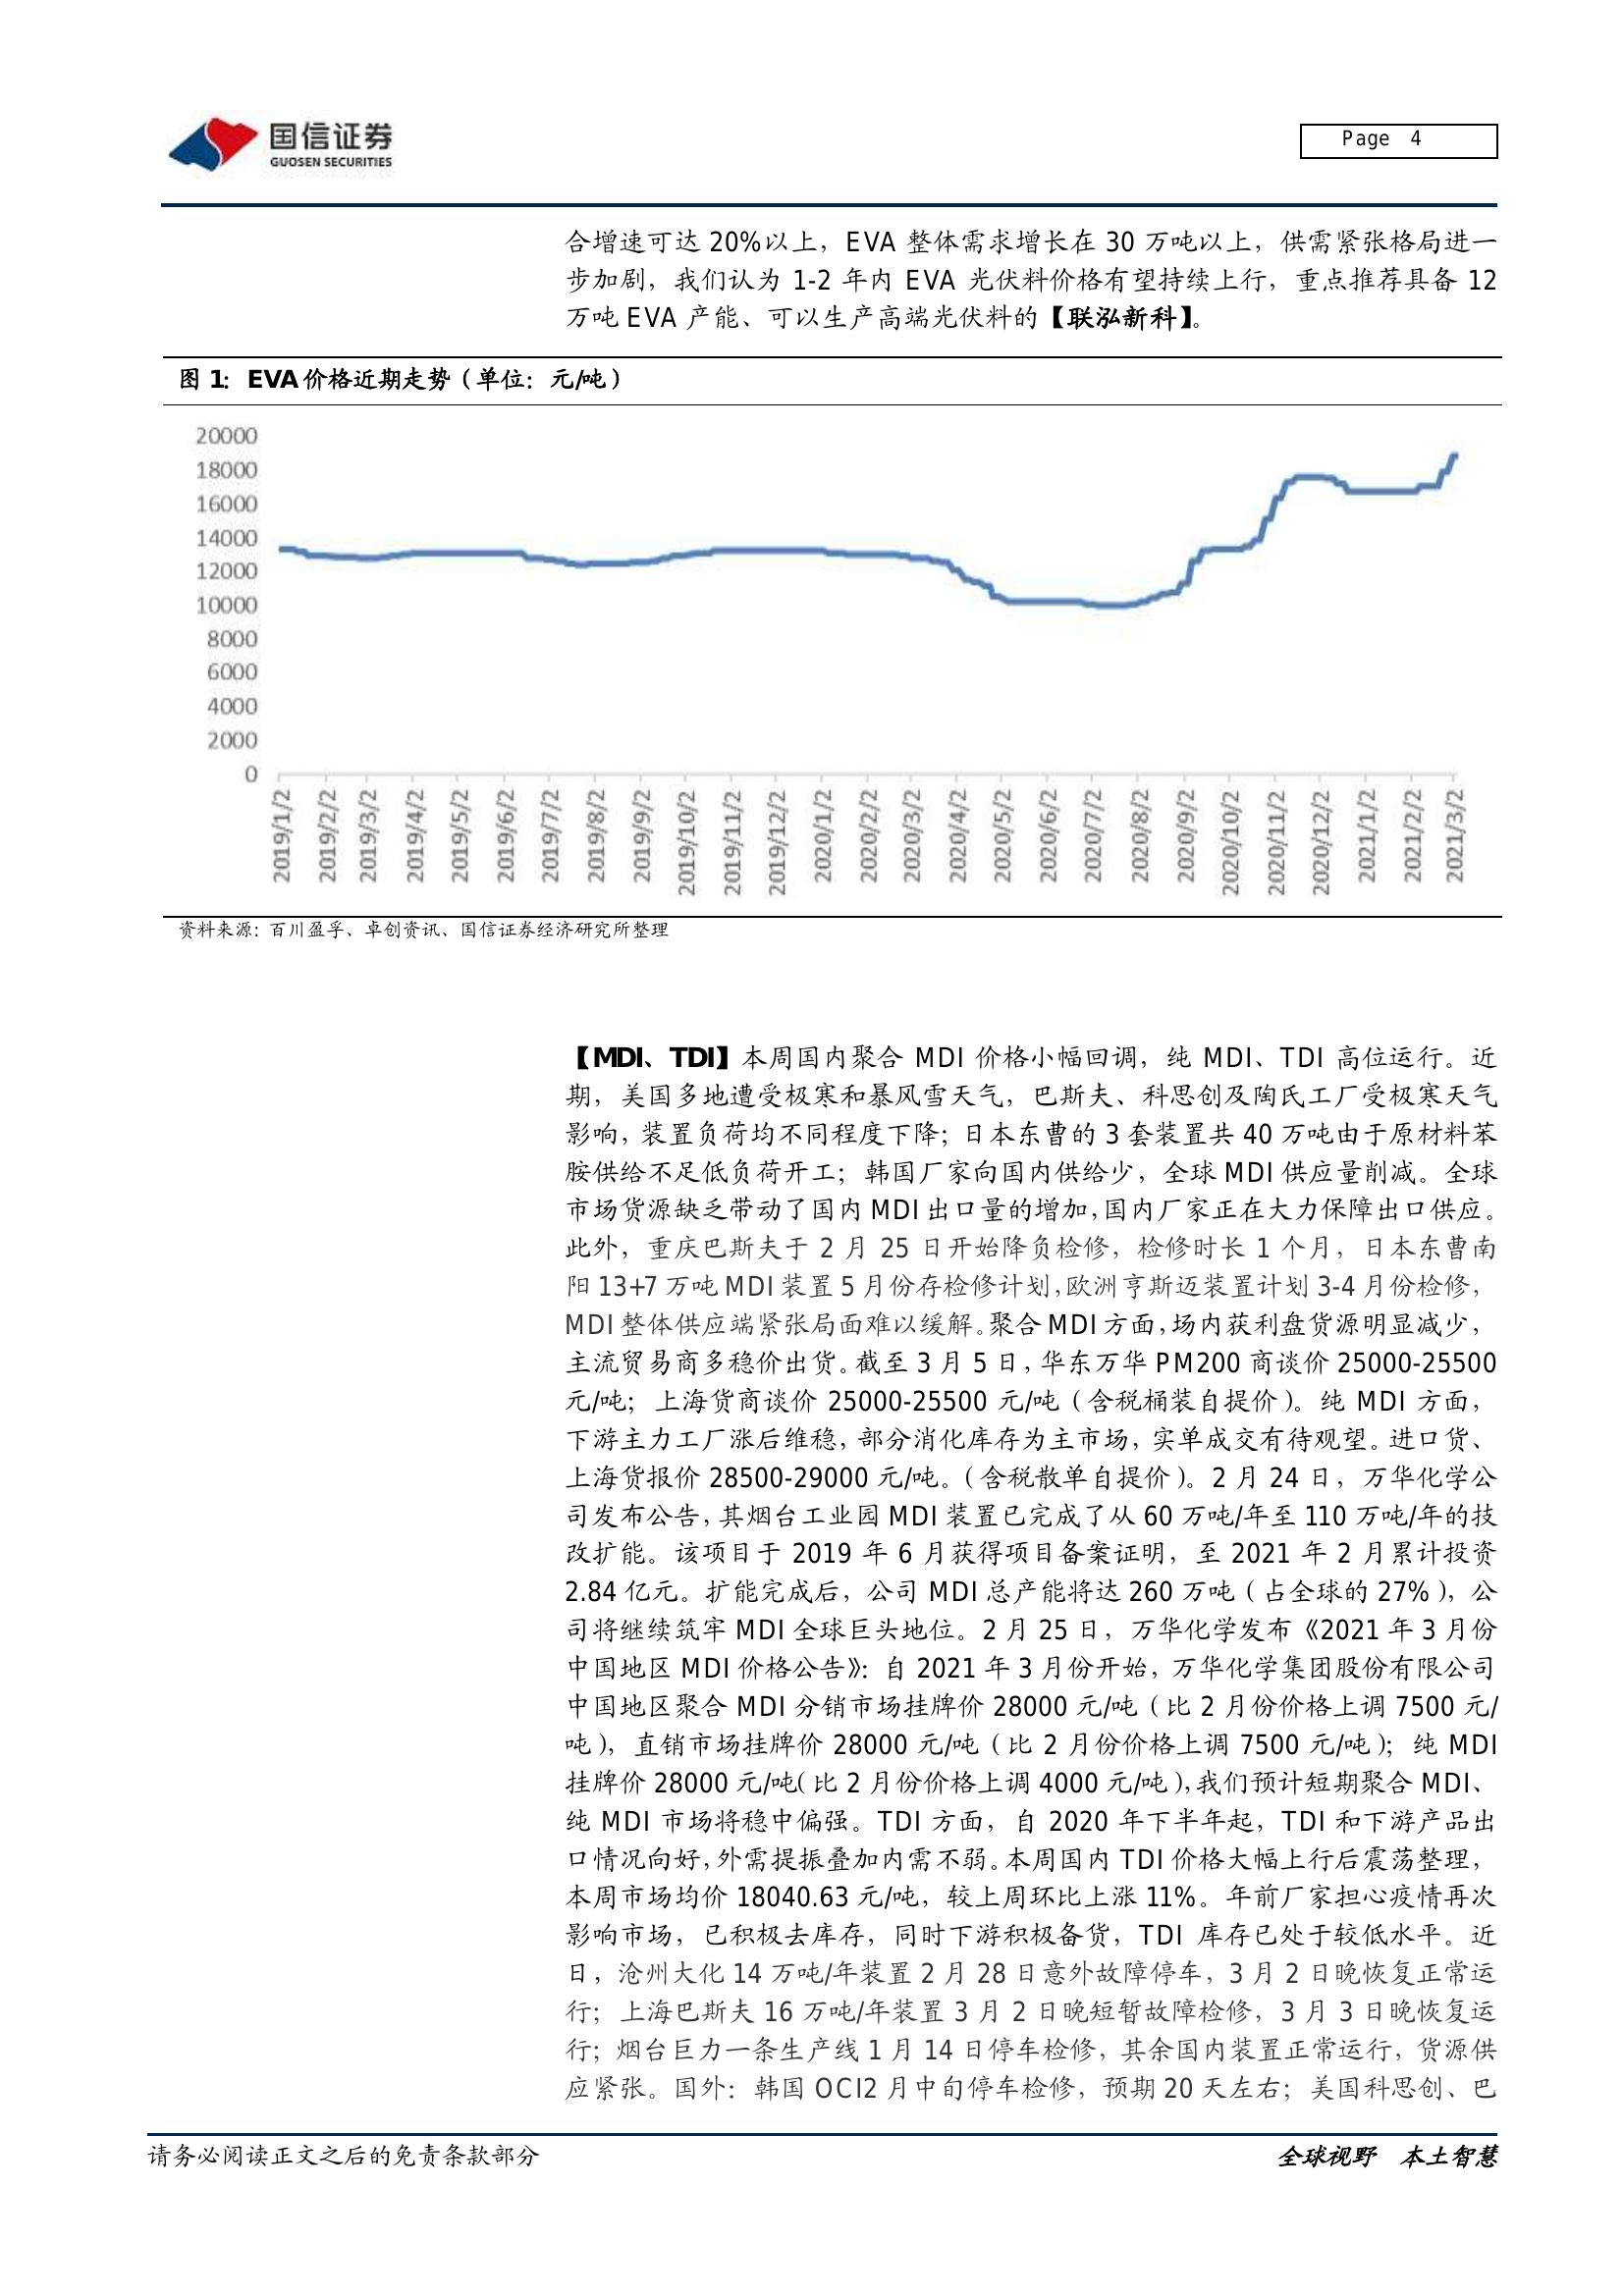 国信证券
GUOSEN SECURITIES
Page 4
合增速可达 20%以上，EVA 整体需求增长在 30 万吨以上，供需紧张格局进一
步加剧，我们认为 1-2 年内 EVA 光伏料价格有望持续上行，重点推荐具备 12
万吨 EVA 产能、可以生产高端光伏料的【联泓新科】。
图 1：EVA 价格近期走势（单位：元/吨）
20000
18000
16000
14000
12000
10000
8000
6000
4000
2000
0
2019/1/2
2019/2/2
2019/3/2
2019/4/2
2019/5/2
2019/6/2
2019/7/2
2019/8/2
2019/9/2
2019/10/2
2019/11/2
2019/12/2
2020/1/2
2020/2/2
2020/3/2
2020/4/2
2020/5/2
2020/6/2
2020/7/2
2020/8/2
2020/9/2
2020/10/2
2020/11/2
2020/12/2
2021/1/2
2021/2/2
2021/3/2
资料来源：百川盈孚、卓创资讯、国信证券经济研究所整理
【MDI、TDI】本周国内聚合 MDI 价格小幅回调，纯 MDI、TDI 高位运行。近
期，美国多地遭受极寒和暴风雪天气，巴斯夫、科思创及陶氏工厂受极寒天气
影响，装置负荷均不同程度下降；日本东曹的 3 套装置共 40 万吨由于原材料苯
胺供给不足低负荷开工；韩国厂家向国内供给少，全球 MDI 供应量削减。全球
市场货源缺乏带动了国内 MDI 出口量的增加，国内厂家正在大力保障出口供应。
此外，重庆巴斯夫于 2 月 25 日开始降负检修，检修时长 1 个月，日本东曹南
阳 13+7 万吨 MDI 装置 5 月份存检修计划，欧洲亨斯迈装置计划 3-4 月份检修，
MDI 整体供应端紧张局面难以缓解。聚合 MDI 方面，场内获利盘货源明显减少，
主流贸易商多稳价出货。截至 3 月 5 日，华东万华 PM200 商谈价 25000-25500
元/吨；上海货商谈价 25000-25500 元/吨（含税桶装自提价）。纯 MDI 方面，
下游主力工厂涨后维稳，部分消化库存为主市场，实单成交有待观望。进口货、
上海货报价 28500-29000 元/吨。（含税散单自提价）。2 月 24 日，万华化学公
司发布公告，其烟台工业园 MDI 装置已完成了从 60 万吨/年至 110 万吨/年的技
改扩能。该项目于 2019 年 6 月获得项目备案证明，至 2021 年 2 月累计投资
2.84 亿元。扩能完成后，公司 MDI 总产能将达 260 万吨（占全球的 27%），公
司将继续筑牢 MDI 全球巨头地位。2 月 25 日，万华化学发布《2021 年 3 月份
中国地区 MDI 价格公告》：自 2021 年 3 月份开始，万华化学集团股份有限公司
中国地区聚合 MDI 分销市场挂牌价 28000 元/吨（比 2 月份价格上调 7500 元/
吨），直销市场挂牌价 28000 元/吨（比 2 月份价格上调 7500 元/吨）；纯 MDI
挂牌价 28000 元/吨（比 2 月份价格上调 4000 元/吨），我们预计短期聚合 MDI、
纯 MDI 市场将稳中偏强。TDI 方面，自 2020 年下半年起，TDI 和下游产品出
口情况向好，外需提振叠加内需不弱。本周国内 TDI 价格大幅上行后震荡整理，
本周市场均价 18040.63 元/吨，较上周环比上涨 11%。年前厂家担心疫情再次
影响市场，已积极去库存，同时下游积极备货，TDI 库存已处于较低水平。近
日，沧州大化 14 万吨/年装置 2 月 28 日意外故障停车，3 月 2 日晚恢复正常运
行；上海巴斯夫 16 万吨/年装置 3 月 2 日晚短暂故障检修，3 月 3 日晚恢复运
行；烟台巨力一条生产线 1 月 14 日停车检修，其余国内装置正常运行，货源供
应紧张。国外：韩国 OCI2 月中旬停车检修，预期 20 天左右；美国科思创、巴
请务必阅读正文之后的免责条款部分
全球视野 本土智慧